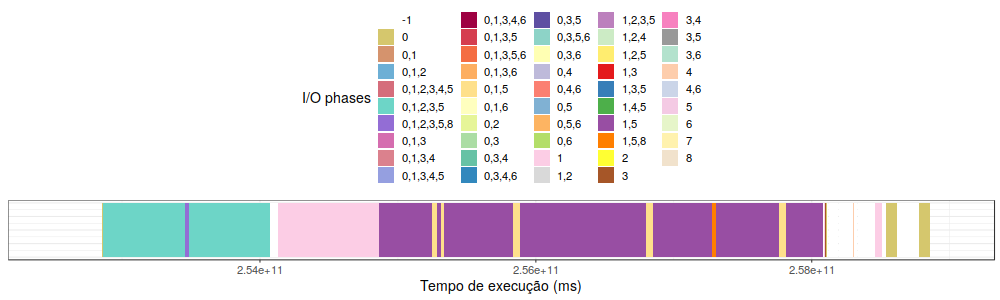 I/O phases
-1 0,1,3,4,6 0,3,5 1,2,3,5 3,4
0 0,1,3,5 0,3,5,6 1,2,4 3,5
0,1 0,1,3,5,6 0,3,6 1,2,5 3,6
0,1,2 0,1,3,6 0,4 1,3 4
0,1,2,3,4,5 0,1,5 0,4,6 1,3,5 4,6
0,1,2,3,5 0,1,6 0,5 1,4,5 5
0,1,2,3,5,8 0,2 0,5,6 1,5 6
0,1,3 0,3 0,6 1,5,8 7
0,1,3,4 0,3,4 1 2 8
0,1,3,4,5 0,3,4,6 1,2 3
2.54e+11 2.56e+11 2.58e+11
Tempo de execução (ms)